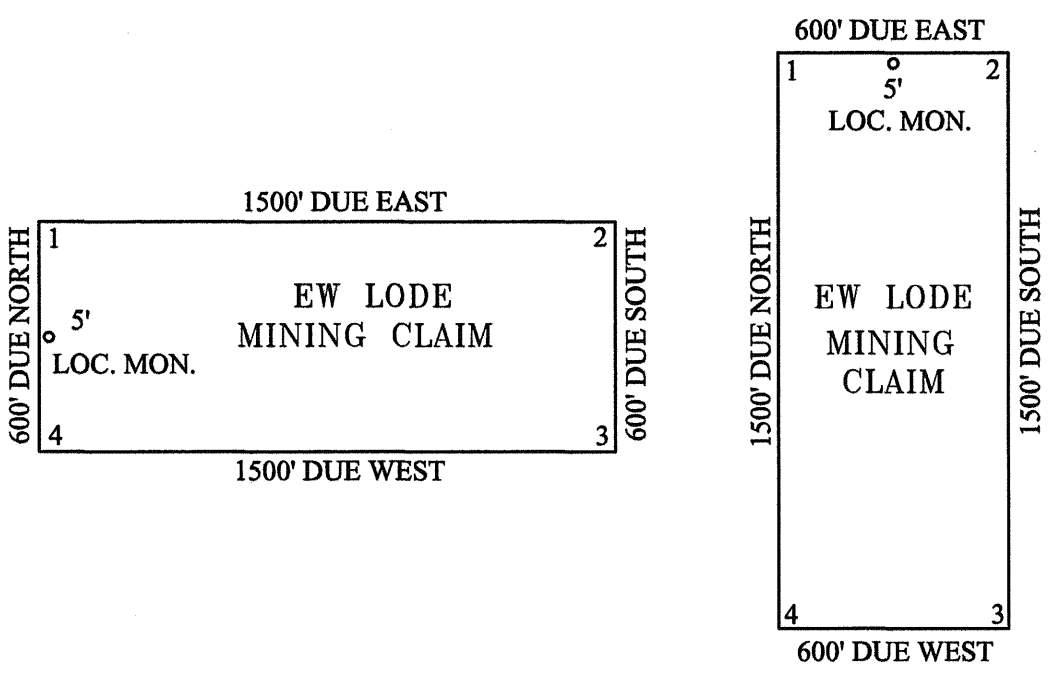 1500' DUE EAST
600' DUE NORTH
1
2
EW LODE
MINING CLAIM
5'
LOC. MON.
4
3
600' DUE SOUTH
1500' DUE WEST
600' DUE EAST
1
2
5'
LOC. MON.
1500' DUE NORTH
EW LODE
MINING
CLAIM
1500' DUE SOUTH
4
3
600' DUE WEST